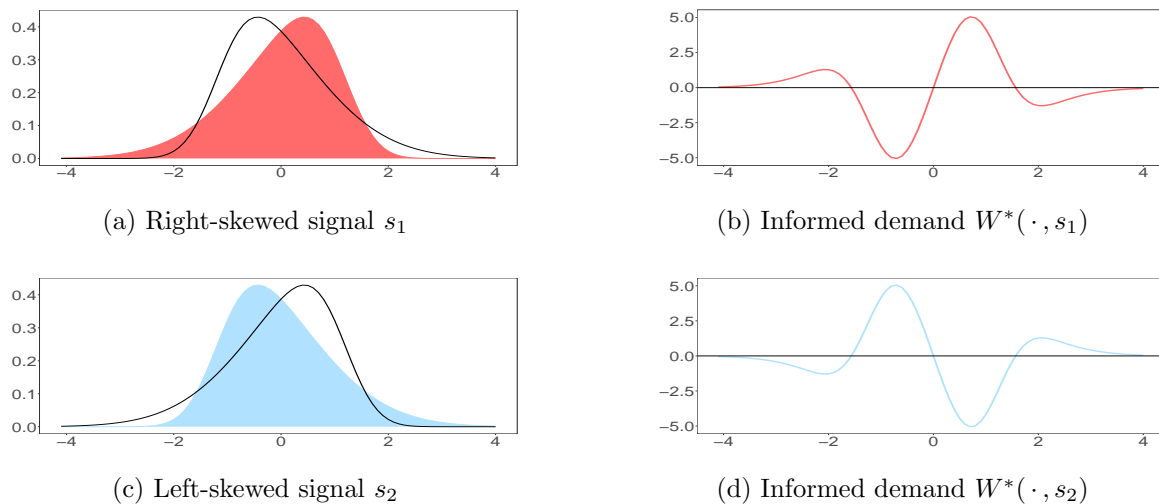 0.4
0.3
0.2
0.1
0.0
−4 −2 0 2 4
(a) Right-skewed signal s₁
5.0
2.5
0.0
−2.5
−5.0
−4 −2 0 2 4
(b) Informed demand W*( · , s₁)
0.4
0.3
0.2
0.1
0.0
−4 −2 0 2 4
(c) Left-skewed signal s₂
5.0
2.5
0.0
−2.5
−5.0
−4 −2 0 2 4
(d) Informed demand W*( · , s₂)